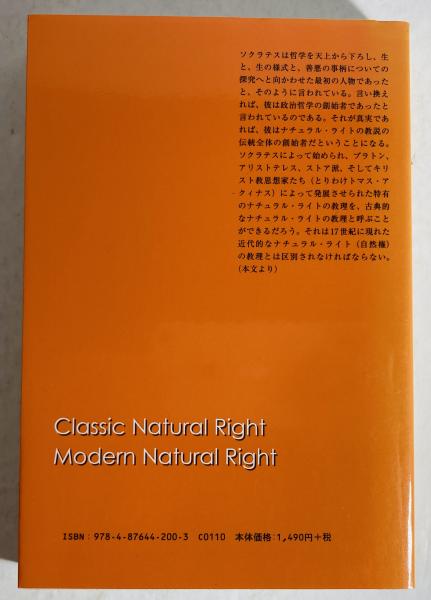 ソクラテスは哲学を天上から下ろし、生
と、生の様式と、善悪の事柄についての
探究へと向かわせた最初の人物であった
と、そのように言われている。言い換え
れば、彼は政治哲学の創始者であったと
言われているのである。それが真実であ
れば、彼はナチュラル・ライトの教説の
伝統全体の創始者だということになる。
ソクラテスによって始められ、プラトン、
アリストテレス、ストア派、そしてキリ
スト教思想家たち（とりわけトマス・ア
クィナス）によって発展させられた特有
のナチュラル・ライトの教理を、古典的
なナチュラル・ライトの教理と呼ぶこと
ができるだろう。それは17世紀に現れた
近代的なナチュラル・ライト（自然権）
の教理とは区別されなければならない。
（本文より）
Classic Natural Right
Modern Natural Right
ISBN：978-4-87644-200-3 C0110 本体価格：1,490円＋税